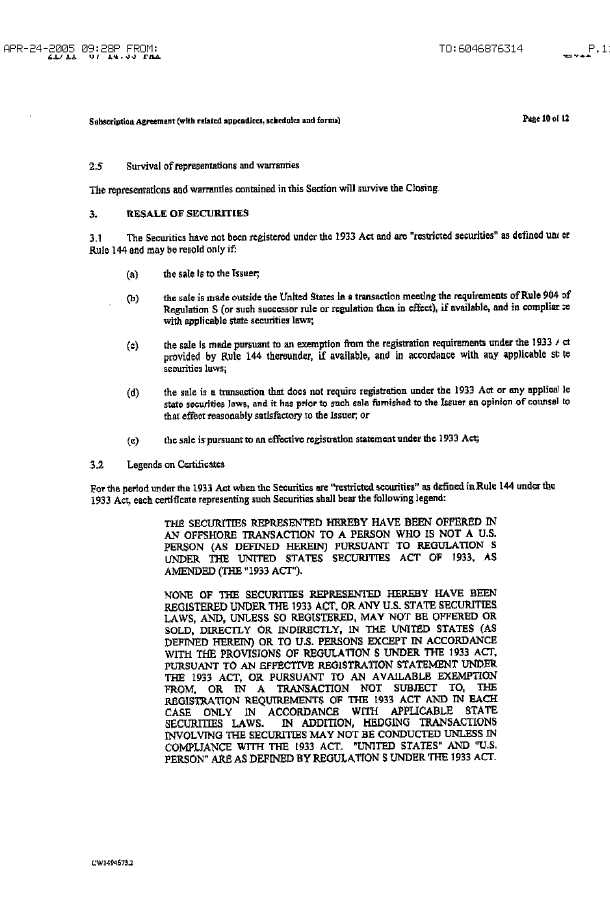 APR-24-2005 09:28P FROM: TO:6046876314 P.1
Subscription Agreement (with related appendices, schedules and forms) Page 10 of 12
2.5 Survival of representations and warranties
The representations and warranties contained in this Section will survive the Closing
3. RESALE OF SECURITIES
3.1 The Securities have not been registered under the 1933 Act and are "restricted securities" as defined under
Rule 144 and may be resold only if:
(a) the sale is to the Issuer;
(b) the sale is made outside the United States in a transaction meeting the requirements of Rule 904 of
Regulation S (or such successor rule or regulation then in effect), if available, and in compliance
with applicable state securities laws;
(c) the sale is made pursuant to an exemption from the registration requirements under the 1933 Act
provided by Rule 144 thereunder, if available, and in accordance with any applicable state
securities laws;
(d) the sale is a transaction that does not require registration under the 1933 Act or any applicable
state securities laws, and it has prior to such sale furnished to the Issuer an opinion of counsel to
that effect reasonably satisfactory to the Issuer; or
(e) the sale is pursuant to an effective registration statement under the 1933 Act;
3.2 Legends on Certificates
For the period under the 1933 Act when the Securities are "restricted securities" as defined in Rule 144 under the
1933 Act, each certificate representing such Securities shall bear the following legend:
THE SECURITIES REPRESENTED HEREBY HAVE BEEN OFFERED IN
AN OFFSHORE TRANSACTION TO A PERSON WHO IS NOT A U.S.
PERSON (AS DEFINED HEREIN) PURSUANT TO REGULATION S
UNDER THE UNITED STATES SECURITIES ACT OF 1933, AS
AMENDED (THE "1933 ACT").
NONE OF THE SECURITIES REPRESENTED HEREBY HAVE BEEN
REGISTERED UNDER THE 1933 ACT, OR ANY U.S. STATE SECURITIES
LAWS, AND, UNLESS SO REGISTERED, MAY NOT BE OFFERED OR
SOLD, DIRECTLY OR INDIRECTLY, IN THE UNITED STATES (AS
DEFINED HEREIN) OR TO U.S. PERSONS EXCEPT IN ACCORDANCE
WITH THE PROVISIONS OF REGULATION S UNDER THE 1933 ACT,
PURSUANT TO AN EFFECTIVE REGISTRATION STATEMENT UNDER
THE 1933 ACT, OR PURSUANT TO AN AVAILABLE EXEMPTION
FROM, OR IN A TRANSACTION NOT SUBJECT TO, THE
REGISTRATION REQUIREMENTS OF THE 1933 ACT AND IN EACH
CASE ONLY IN ACCORDANCE WITH APPLICABLE STATE
SECURITIES LAWS. IN ADDITION, HEDGING TRANSACTIONS
INVOLVING THE SECURITIES MAY NOT BE CONDUCTED UNLESS IN
COMPLIANCE WITH THE 1933 ACT. "UNITED STATES" AND "U.S.
PERSON" ARE AS DEFINED BY REGULATION S UNDER THE 1933 ACT.
CW1494673.2